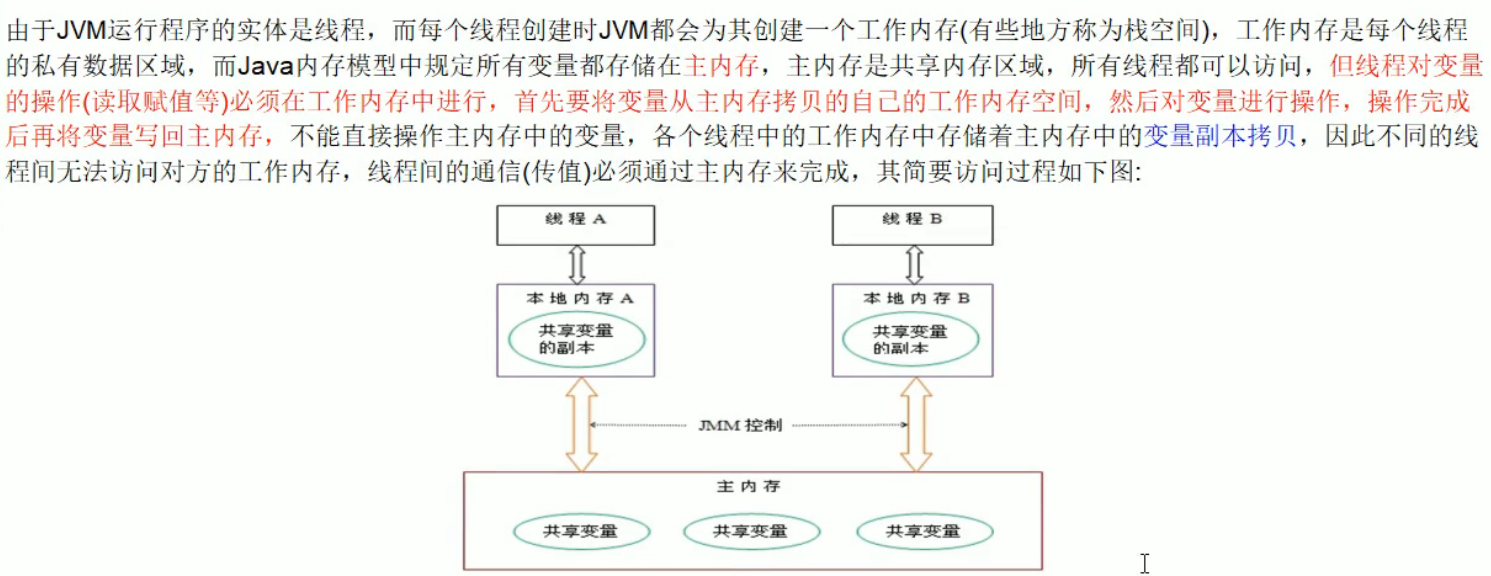 由于JVM运行程序的实体是线程，而每个线程创建时JVM都会为其创建一个工作内存(有些地方称为栈空间)，工作内存是每个线程
的私有数据区域，而Java内存模型中规定所有变量都存储在主内存，主内存是共享内存区域，所有线程都可以访问，但线程对变量
的操作(读取赋值等)必须在工作内存中进行，首先要将变量从主内存拷贝的自己的工作内存空间，然后对变量进行操作，操作完成
后再将变量写回主内存，不能直接操作主内存中的变量，各个线程中的工作内存中存储着主内存中的变量副本拷贝，因此不同的线
程间无法访问对方的工作内存，线程间的通信(传值)必须通过主内存来完成，其简要访问过程如下图:
线程 A
线程 B
本地内存 A
本地内存 B
共享变量
的副本
共享变量
的副本
JMM 控制
主内存
共享变量
共享变量
共享变量